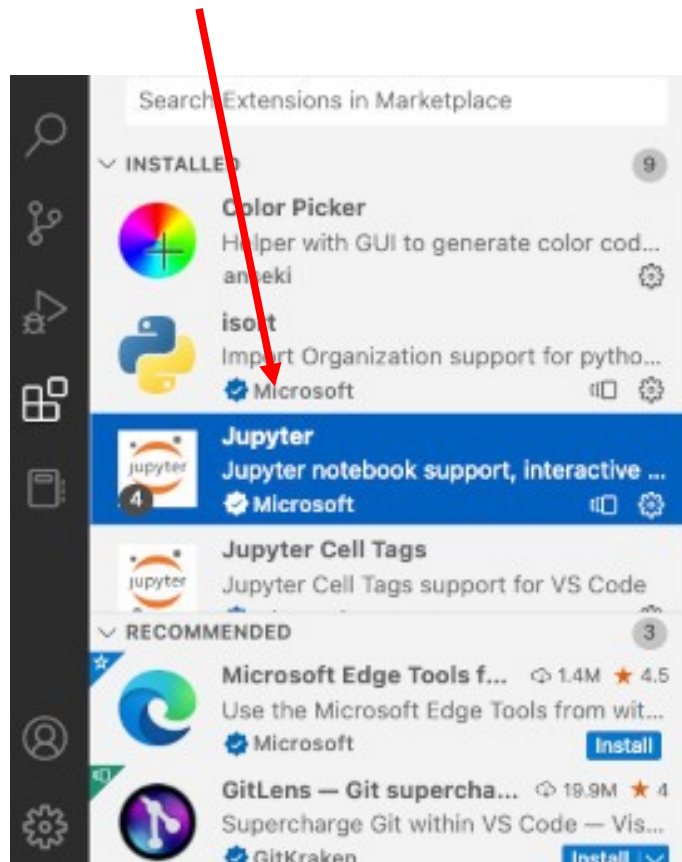 Search Extensions in Marketplace
INSTALLED 9
Color Picker
Helper with GUI to generate color cod...
anseki
isort
Import Organization support for pytho...
Microsoft
Jupyter
Jupyter notebook support, interactive ...
jupyter
4
Microsoft
Jupyter Cell Tags
jupyter
Jupyter Cell Tags support for VS Code
RECOMMENDED 3
Microsoft Edge Tools f... 1.4M ★ 4.5
Use the Microsoft Edge Tools from wit...
Microsoft Install
GitLens — Git supercha... 19.9M ★ 4
Supercharge Git within VS Code — Vis...
GitKraken Install